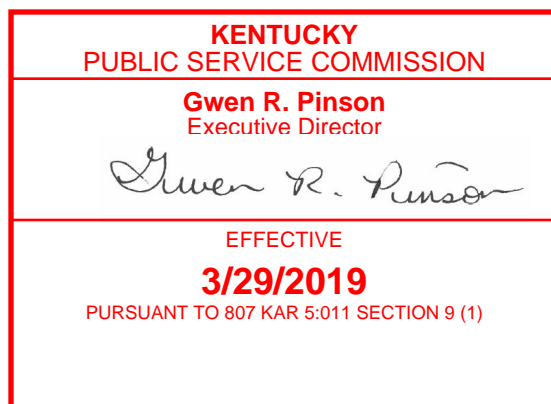 KENTUCKY
PUBLIC SERVICE COMMISSION
Gwen R. Pinson
Executive Director
Gwen R. Pinson
EFFECTIVE
3/29/2019
PURSUANT TO 807 KAR 5:011 SECTION 9 (1)